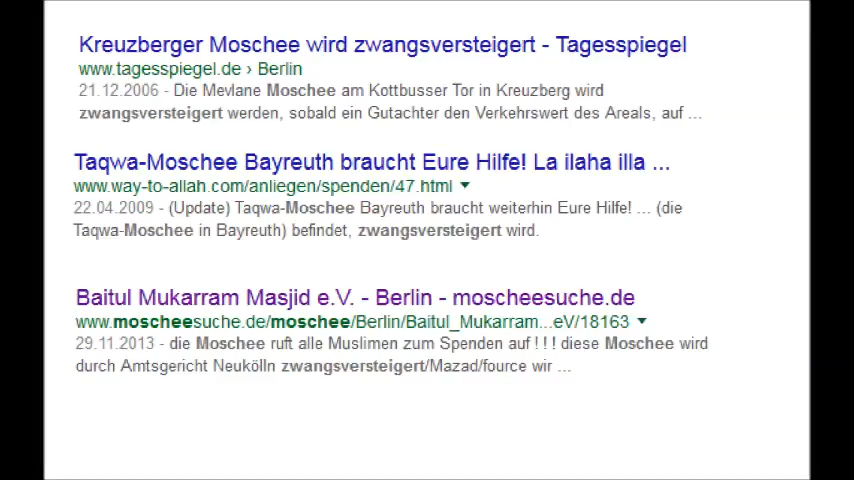 Kreuzberger Moschee wird zwangsversteigert - Tagesspiegel
www.tagesspiegel.de › Berlin
21.12.2006 - Die Mevlane Moschee am Kottbusser Tor in Kreuzberg wird
zwangsversteigert werden, sobald ein Gutachter den Verkehrswert des Areals, auf ...
Taqwa-Moschee Bayreuth braucht Eure Hilfe! La ilaha illa ...
www.way-to-allah.com/anliegen/spenden/47.html
22.04.2009 - (Update) Taqwa-Moschee Bayreuth braucht weiterhin Eure Hilfe! ... (die
Taqwa-Moschee in Bayreuth) befindet, zwangsversteigert wird.
Baitul Mukarram Masjid e.V. - Berlin - moscheesuche.de
www.moscheesuche.de/moschee/Berlin/Baitul_Mukarram...eV/18163
29.11.2013 - die Moschee ruft alle Muslimen zum Spenden auf ! ! ! diese Moschee wird
durch Amtsgericht Neukölln zwangsversteigert/Mazad/fource wir ...